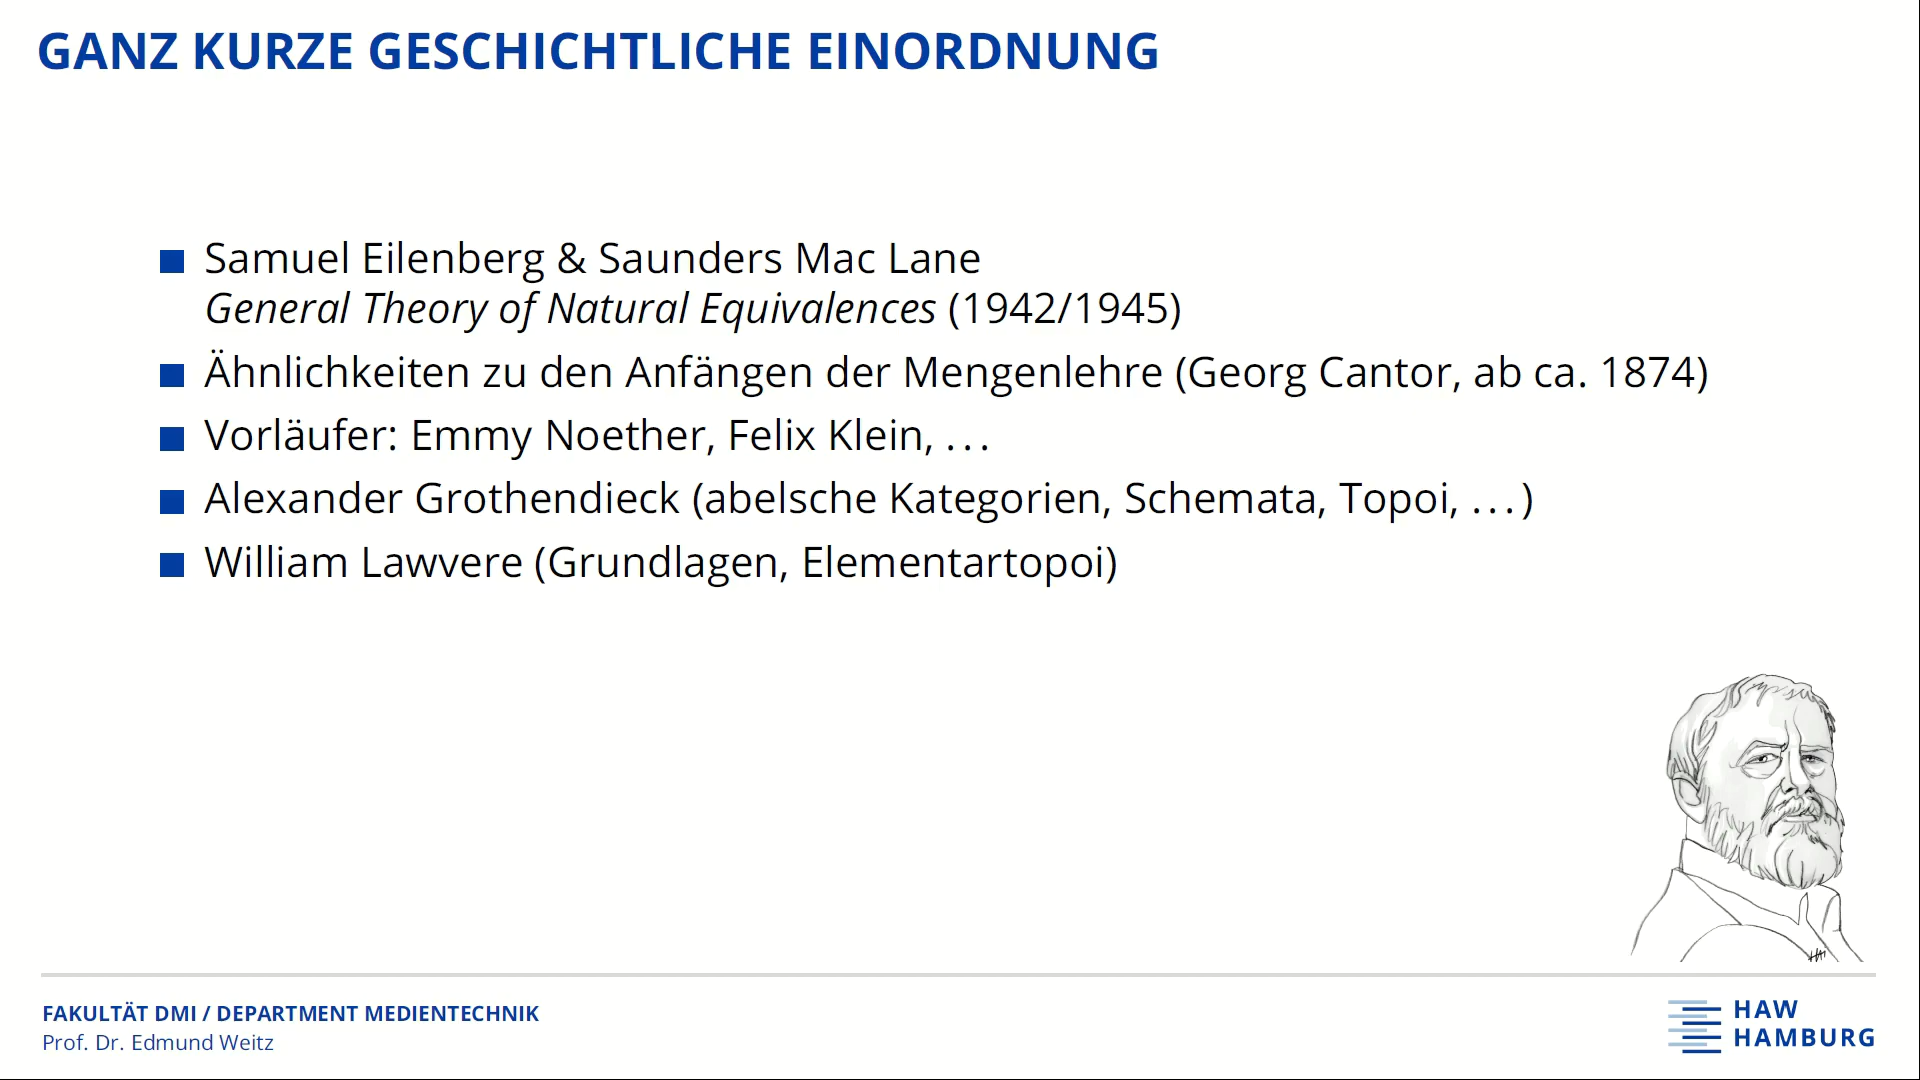 GANZ KURZE GESCHICHTLICHE EINORDNUNG
Samuel Eilenberg & Saunders Mac Lane
General Theory of Natural Equivalences (1942/1945)
Ähnlichkeiten zu den Anfängen der Mengenlehre (Georg Cantor, ab ca. 1874)
Vorläufer: Emmy Noether, Felix Klein, ...
Alexander Grothendieck (abelsche Kategorien, Schemata, Topoi, ...)
William Lawvere (Grundlagen, Elementartopoi)
FAKULTÄT DMI / DEPARTMENT MEDIENTECHNIK
Prof. Dr. Edmund Weitz
HAW
HAMBURG